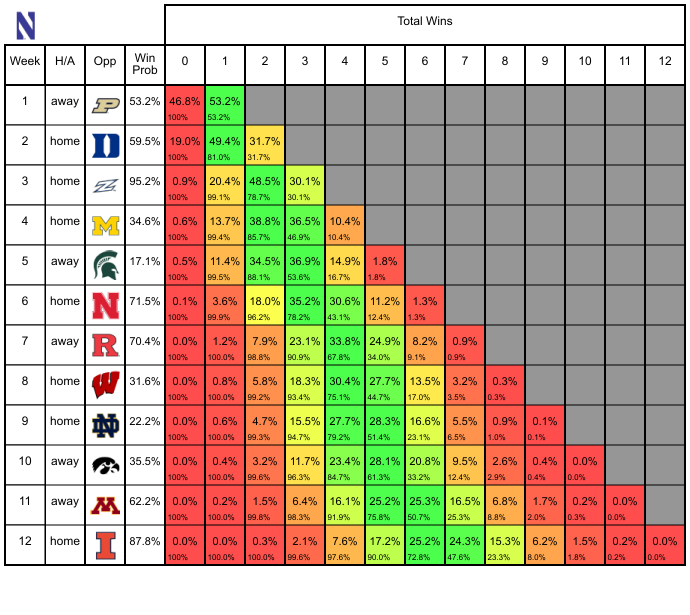 N
Total Wins
Week H/A Opp Win Prob 0 1 2 3 4 5 6 7 8 9 10 11 12
1 away P 53.2% 46.8% 53.2%
100% 53.2%
2 home D 59.5% 19.0% 49.4% 31.7%
100% 81.0% 31.7%
3 home Z 95.2% 0.9% 20.4% 48.5% 30.1%
100% 99.1% 78.7% 30.1%
4 home M 34.6% 0.6% 13.7% 38.8% 36.5% 10.4%
100% 99.4% 85.7% 46.9% 10.4%
5 away 17.1% 0.5% 11.4% 34.5% 36.9% 14.9% 1.8%
100% 99.5% 88.1% 53.6% 16.7% 1.8%
6 home N 71.5% 0.1% 3.6% 18.0% 35.2% 30.6% 11.2% 1.3%
100% 99.9% 96.2% 78.2% 43.1% 12.4% 1.3%
7 away R 70.4% 0.0% 1.2% 7.9% 23.1% 33.8% 24.9% 8.2% 0.9%
100% 100.0% 98.8% 90.9% 67.8% 34.0% 9.1% 0.9%
8 home W 31.6% 0.0% 0.8% 5.8% 18.3% 30.4% 27.7% 13.5% 3.2% 0.3%
100% 100.0% 99.2% 93.4% 75.1% 44.7% 17.0% 3.5% 0.3%
9 home ND 22.2% 0.0% 0.6% 4.7% 15.5% 27.7% 28.3% 16.6% 5.5% 0.9% 0.1%
100% 100.0% 99.3% 94.7% 79.2% 51.4% 23.1% 6.5% 1.0% 0.1%
10 away 35.5% 0.0% 0.4% 3.2% 11.7% 23.4% 28.1% 20.8% 9.5% 2.6% 0.4% 0.0%
100% 100.0% 99.6% 96.3% 84.7% 61.3% 33.2% 12.4% 2.9% 0.4% 0.0%
11 away M 62.2% 0.0% 0.2% 1.5% 6.4% 16.1% 25.2% 25.3% 16.5% 6.8% 1.7% 0.2% 0.0%
100% 100.0% 99.8% 98.3% 91.9% 75.8% 50.7% 25.3% 8.8% 2.0% 0.3% 0.0%
12 home I 87.8% 0.0% 0.0% 0.3% 2.1% 7.6% 17.2% 25.2% 24.3% 15.3% 6.2% 1.5% 0.2% 0.0%
100% 100.0% 100.0% 99.6% 97.6% 90.0% 72.8% 47.6% 23.3% 8.0% 1.8% 0.2% 0.0%